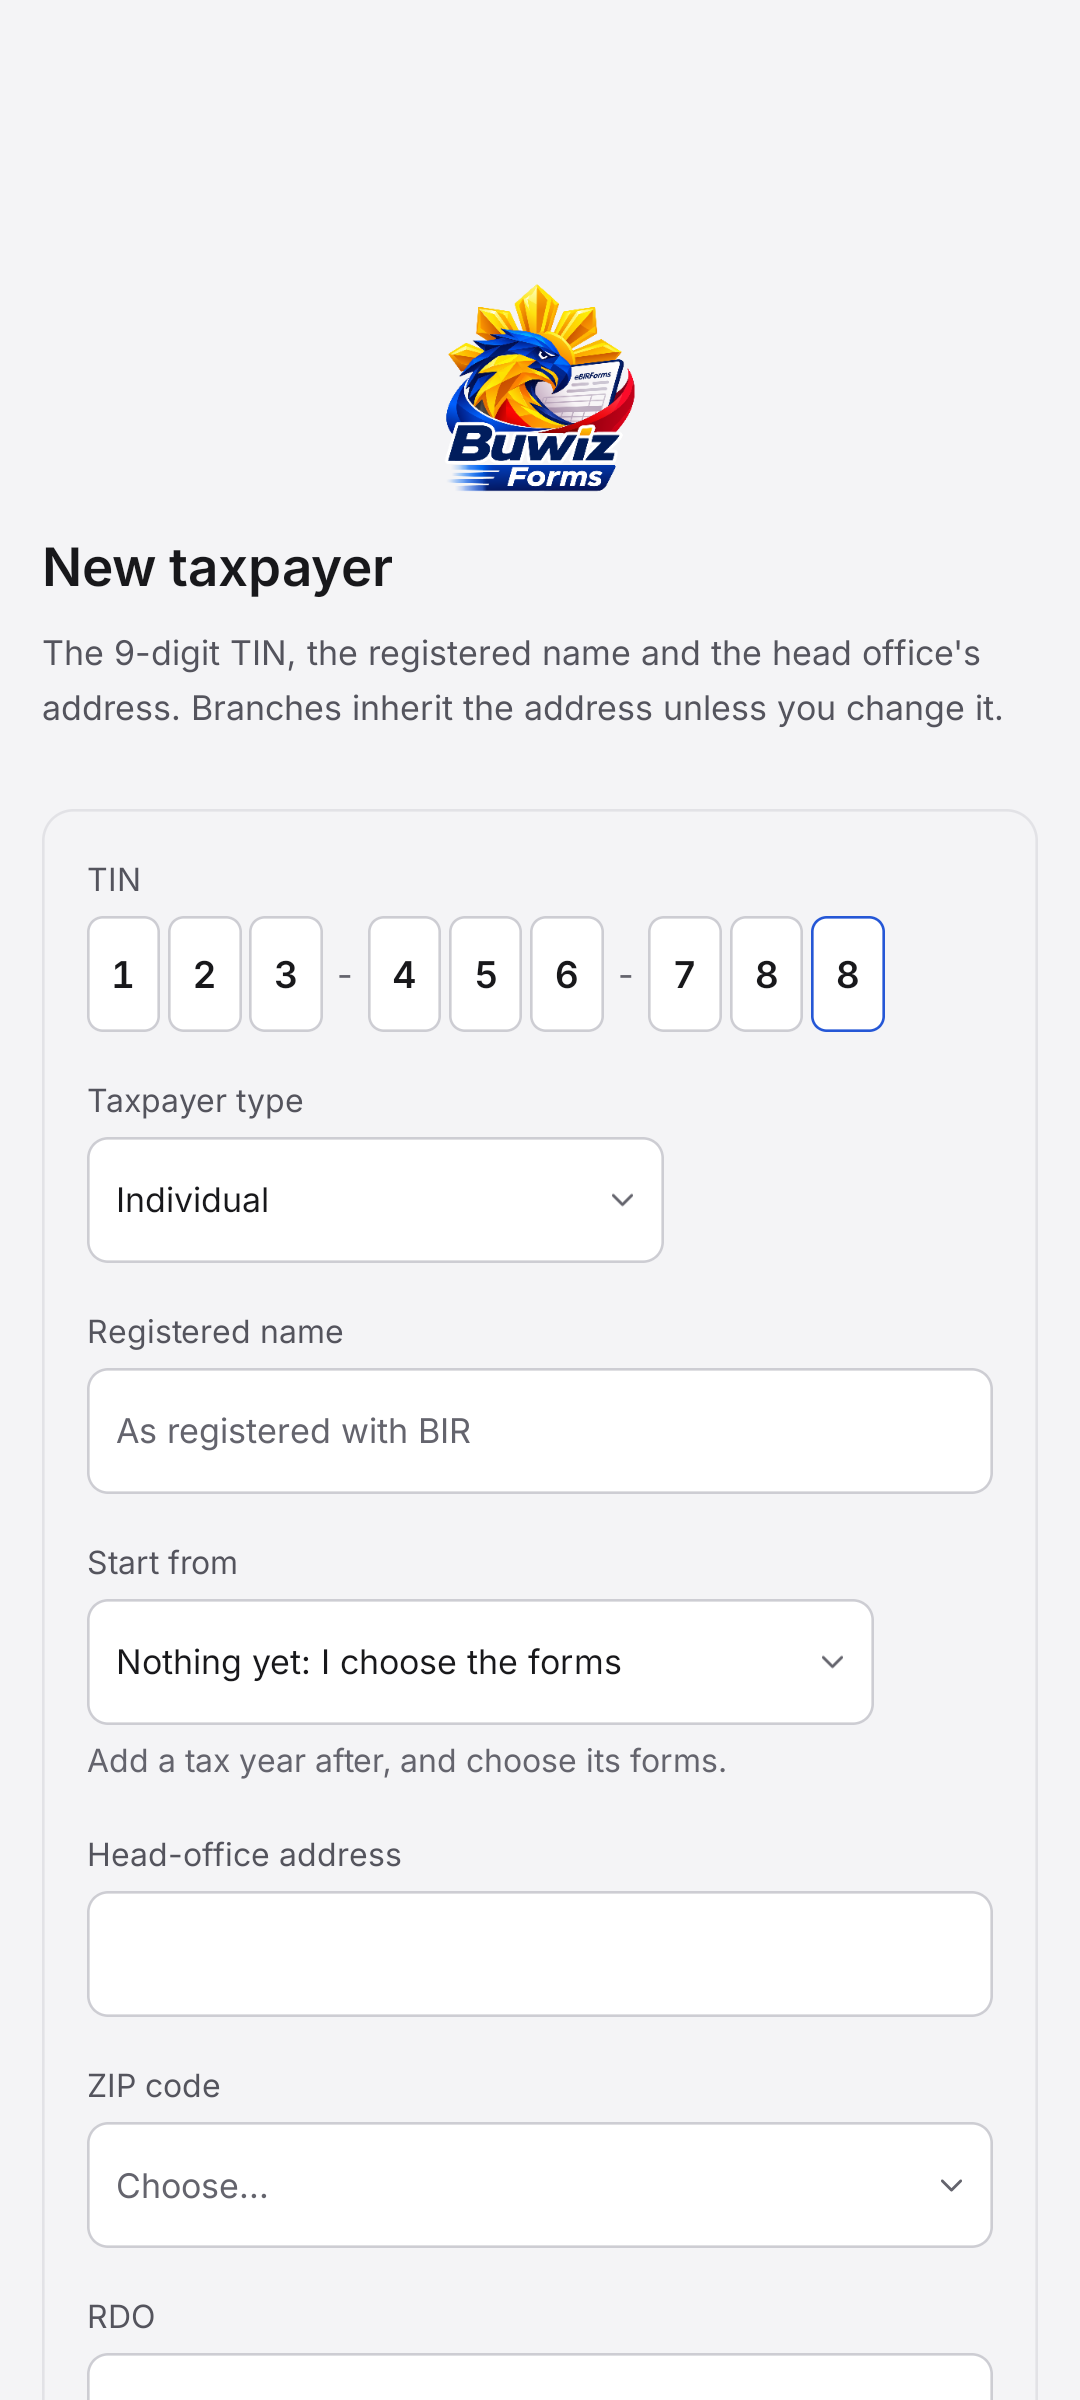 eBIRForms
Buwiz
Forms
New taxpayer
The 9-digit TIN, the registered name and the head office's
address. Branches inherit the address unless you change it.
TIN
1 2 3 - 4 5 6 - 7 8 8
Taxpayer type
Individual
Registered name
As registered with BIR
Start from
Nothing yet: I choose the forms
Add a tax year after, and choose its forms.
Head-office address
ZIP code
Choose...
RDO